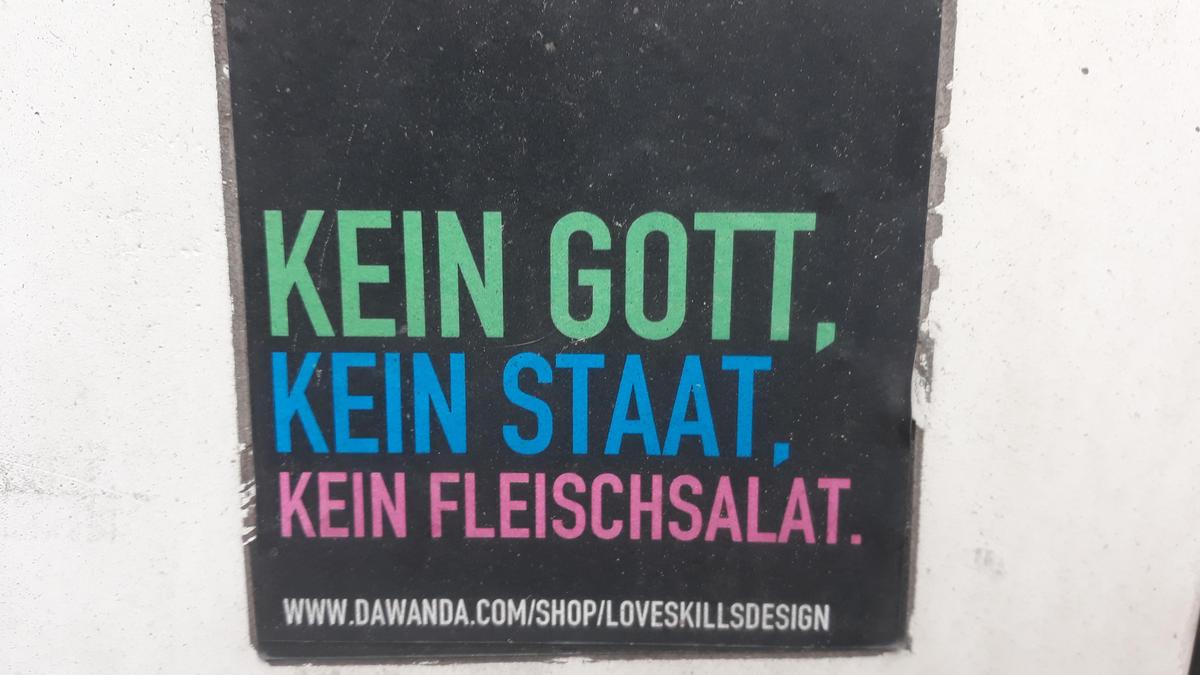 KEIN GOTT,
KEIN STAAT,
KEIN FLEISCHSALAT.
WWW.DAWANDA.COM/SHOP/LOVESKILLSDESIGN